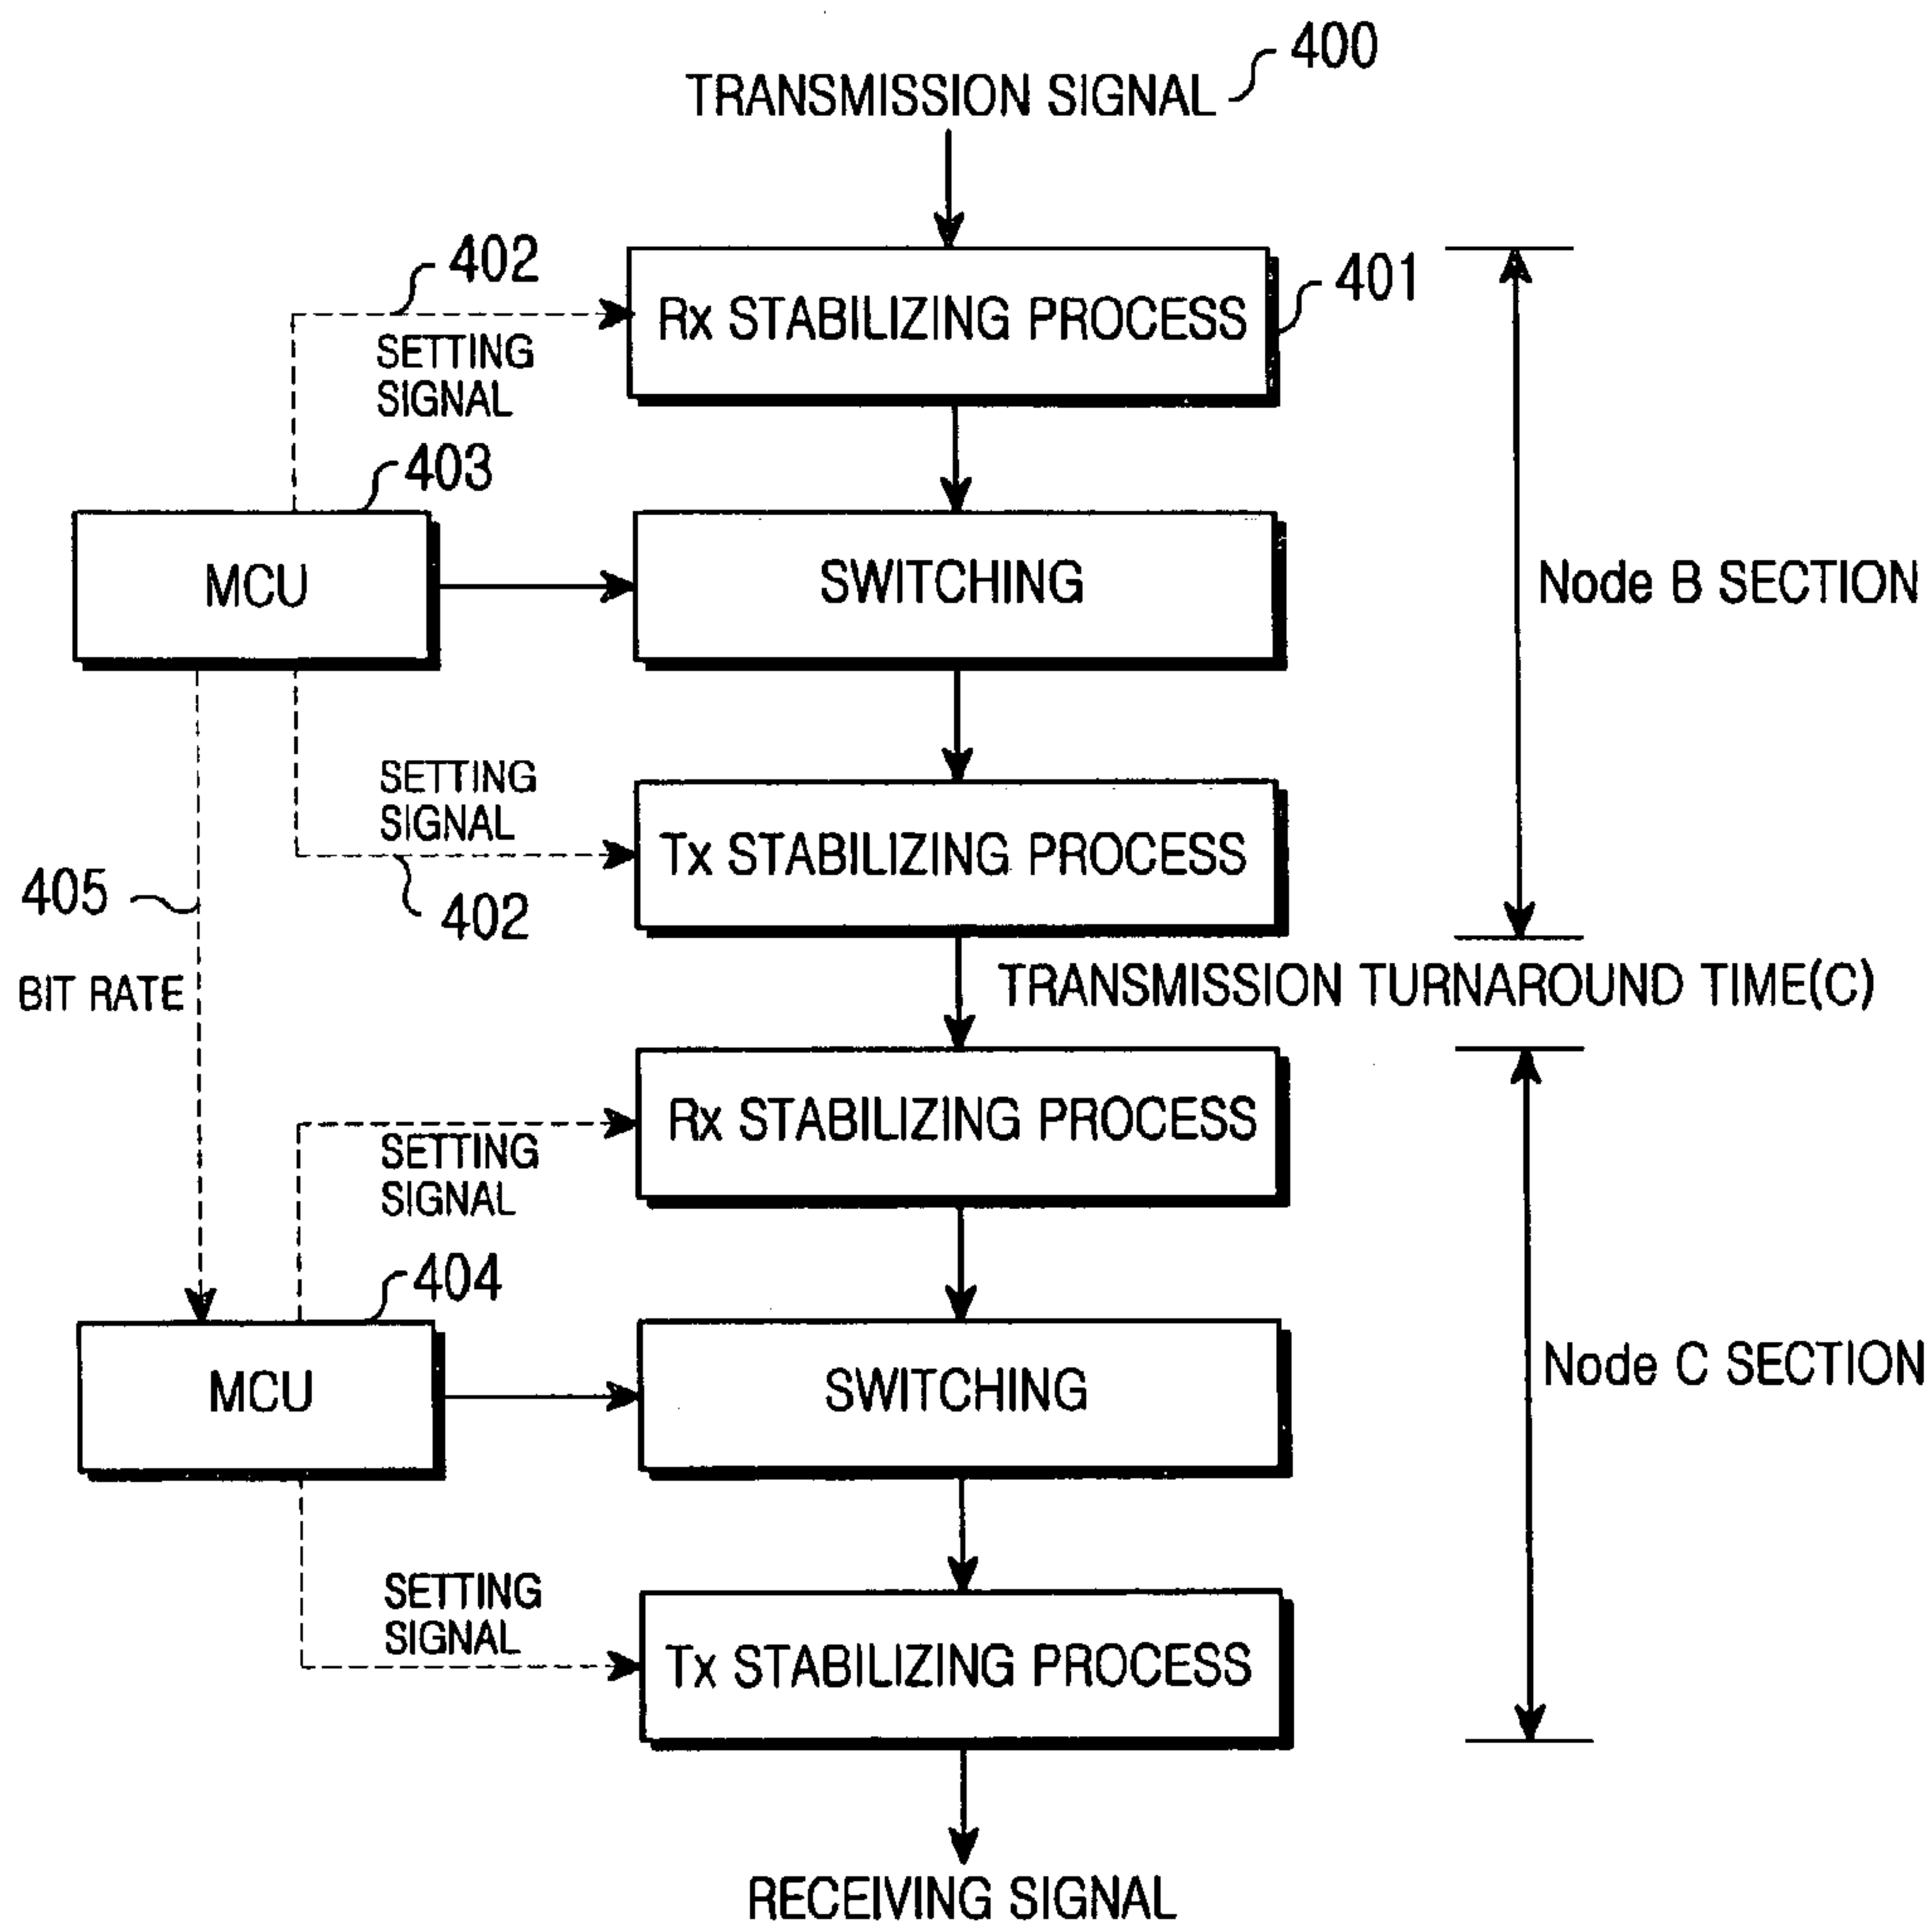 400
TRANSMISSION SIGNAL
402
401
Rx STABILIZING PROCESS
SETTING
SIGNAL
403
MCU
SWITCHING
Node B SECTION
SETTING
SIGNAL
Tx STABILIZING PROCESS
405
402
BIT RATE
TRANSMISSION TURNAROUND TIME(C)
Rx STABILIZING PROCESS
SETTING
SIGNAL
404
MCU
SWITCHING
Node C SECTION
SETTING
SIGNAL
Tx STABILIZING PROCESS
RECEIVING SIGNAL